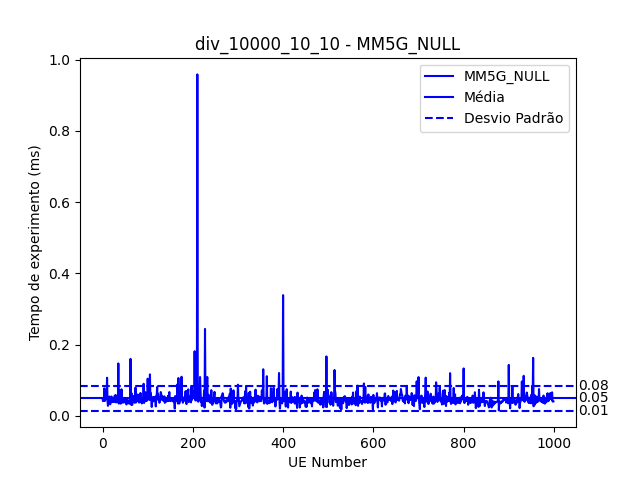 div_10000_10_10 - MM5G_NULL
MM5G_NULL
Média
Desvio Padrão
Tempo de experimento (ms)
1.0
0.8
0.6
0.4
0.2
0.0
0.08
0.05
0.01
0
200
400
600
800
1000
UE Number